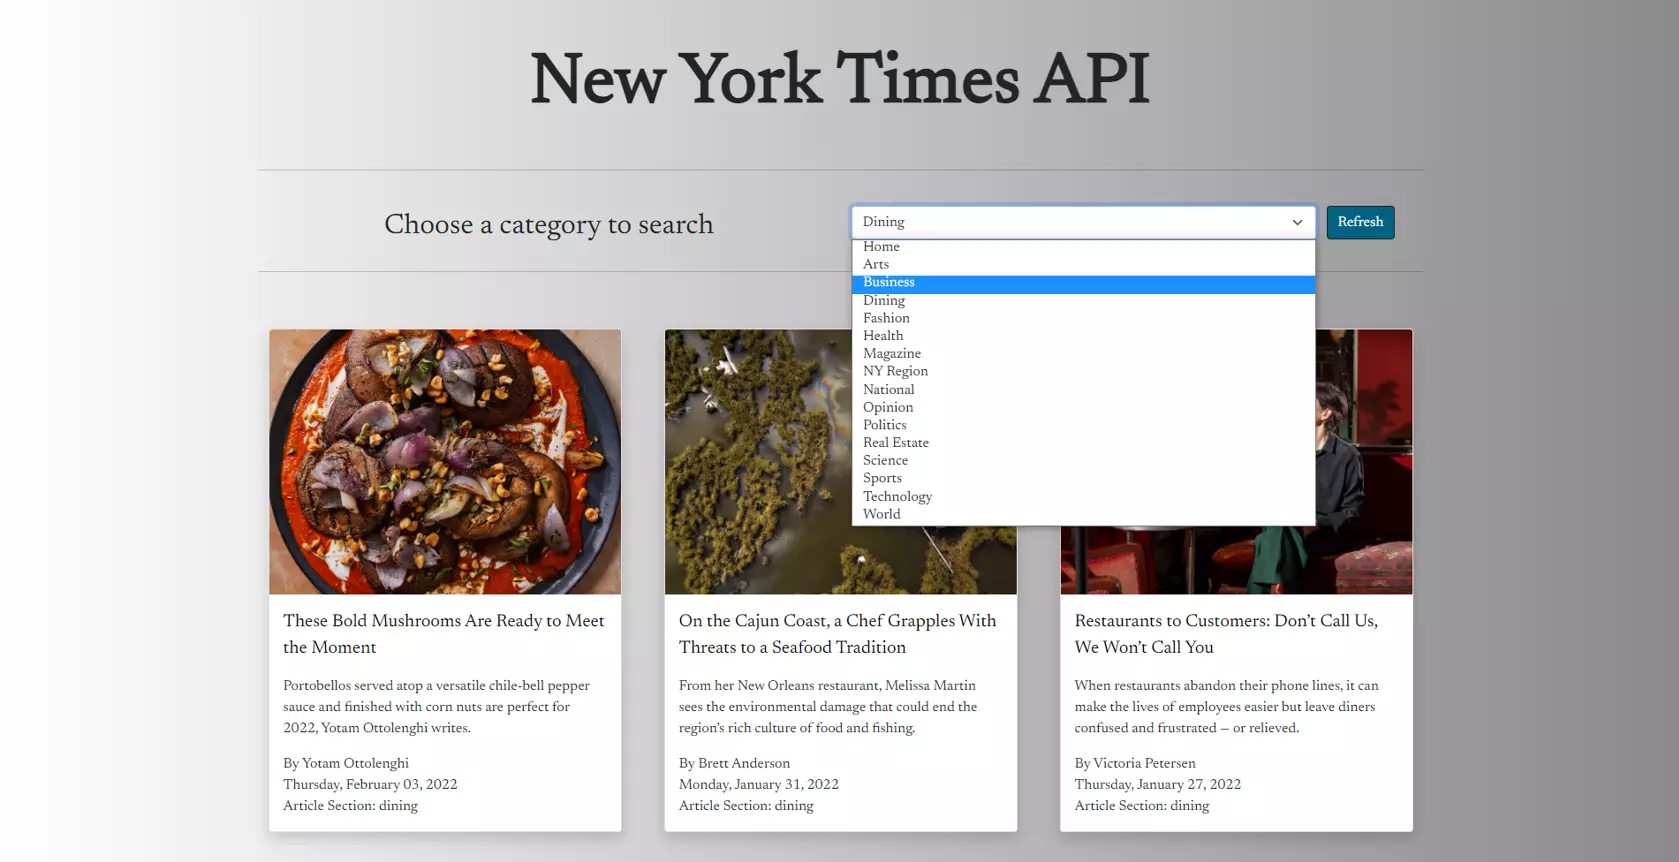 New York Times API
Choose a category to search
Dining
Refresh
Home
Arts
Business
Dining
Fashion
Health
Magazine
NY Region
National
Opinion
Politics
Real Estate
Science
Sports
Technology
World
These Bold Mushrooms Are Ready to Meet
the Moment
Portobellos served atop a versatile chile-bell pepper
sauce and finished with corn nuts are perfect for
2022, Yotam Ottolenghi writes.
By Yotam Ottolenghi
Thursday, February 03, 2022
Article Section: dining
On the Cajun Coast, a Chef Grapples With
Threats to a Seafood Tradition
From her New Orleans restaurant, Melissa Martin
sees the environmental damage that could end the
region’s rich culture of food and fishing.
By Brett Anderson
Monday, January 31, 2022
Article Section: dining
Restaurants to Customers: Don’t Call Us,
We Won’t Call You
When restaurants abandon their phone lines, it can
make the lives of employees easier but leave diners
confused and frustrated — or relieved.
By Victoria Petersen
Thursday, January 27, 2022
Article Section: dining